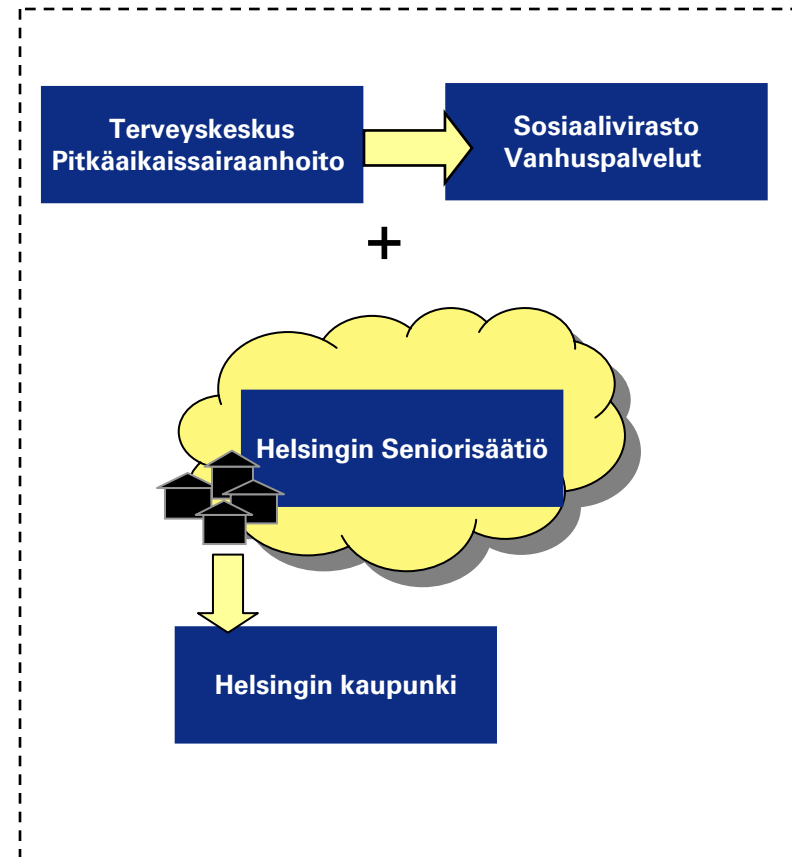 Terveyskeskus
Pitkäaikaissairaanhoito
Sosiaalivirasto
Vanhuspalvelut
+
Helsingin Seniorisäätiö
Helsingin kaupunki